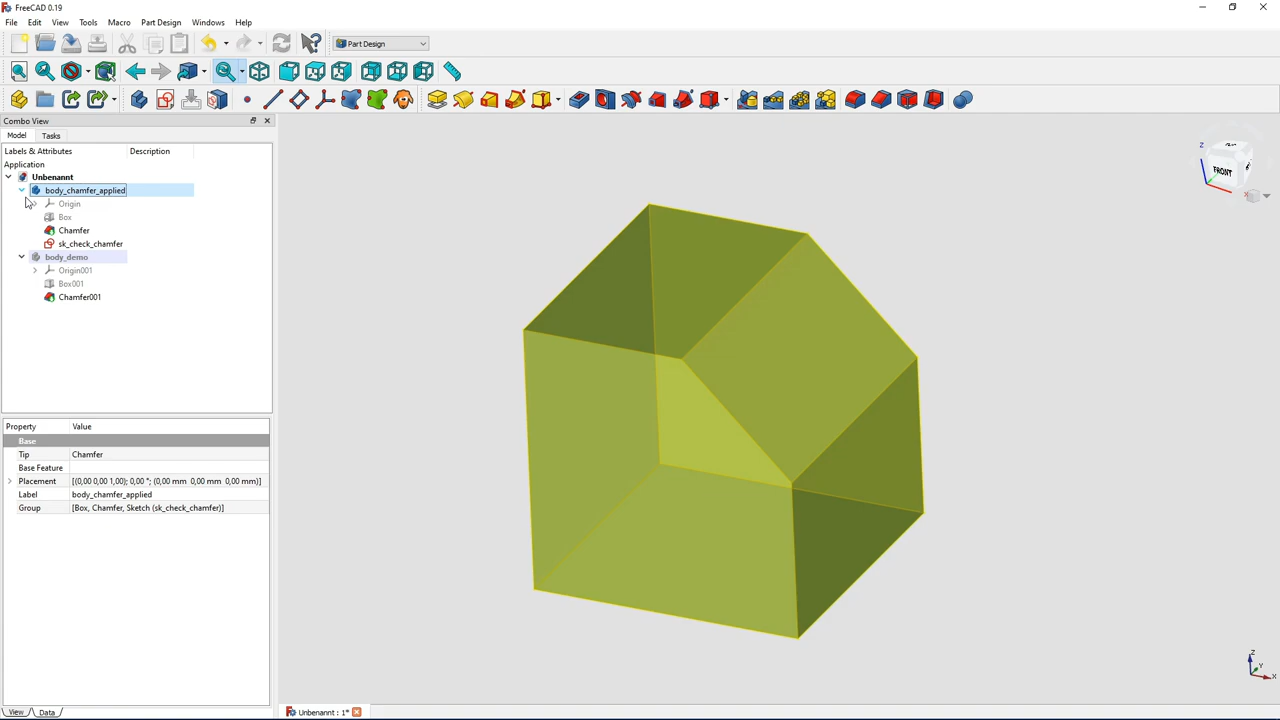 FreeCAD 0.19
File Edit View Tools Macro Part Design Windows Help
Part Design
Combo View
Model Tasks
Labels & Attributes Description
Application
Unbenannt
body_chamfer_applied
Origin
Box
Chamfer
sk_check_chamfer
body_demo
Origin001
Box001
Chamfer001
Property Value
Base
Tip Chamfer
Base Feature
Placement [(0,00 0,00 1,00); 0,00 °; (0,00 mm 0,00 mm 0,00 mm)]
Label body_chamfer_applied
Group [Box, Chamfer, Sketch (sk_check_chamfer)]
View Data
Unbenannt : 1*
Z
FRONT
X
Z
Y
X